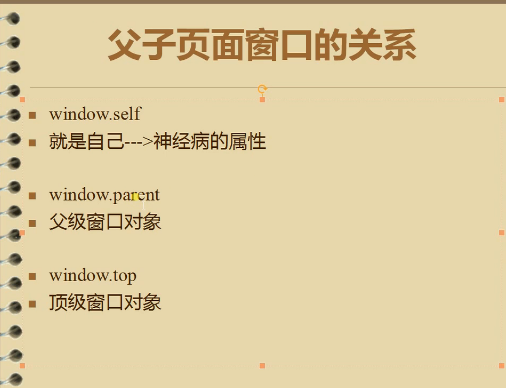 父子页面窗口的关系
window.self
就是自己--->神经病的属性
window.parent
父级窗口对象
window.top
顶级窗口对象